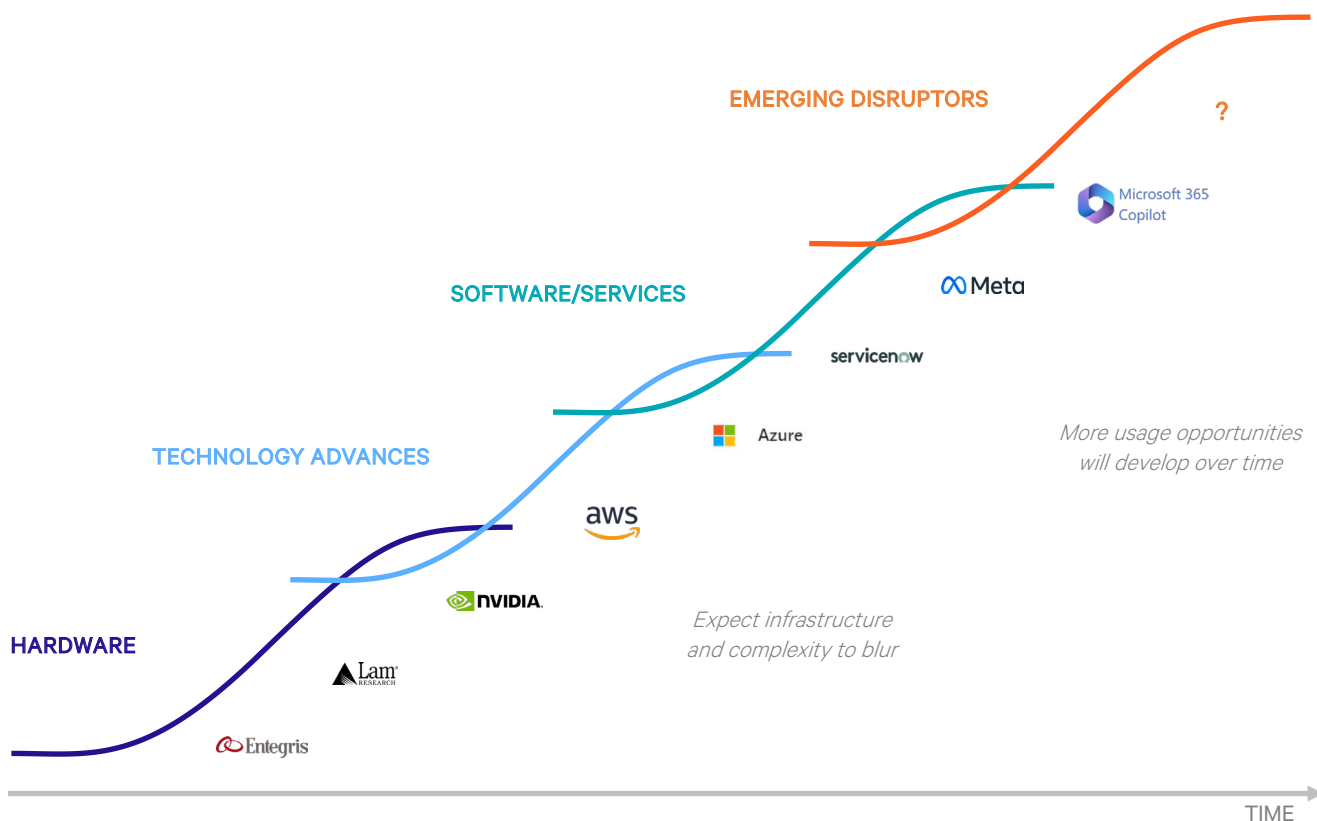 EMERGING DISRUPTORS
?
Microsoft 365
Copilot
Meta
SOFTWARE/SERVICES
servicenow
Azure
More usage opportunities
will develop over time
TECHNOLOGY ADVANCES
aws
NVIDIA.
Expect infrastructure
and complexity to blur
HARDWARE
Lam®
RESEARCH
Entegris
TIME